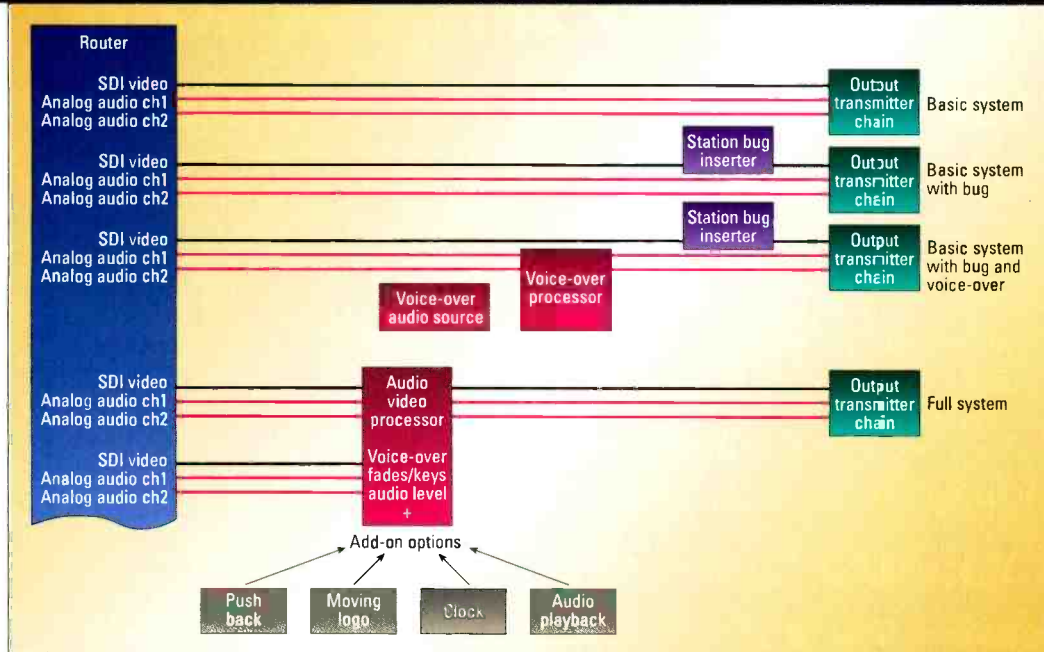 Router
SDI video
Analog audio ch1
Analog audio ch2
Output
transmitter
chain
Basic system
SDI video
Analog audio ch1
Analog audio ch2
Station bug
inserter
Output
transmitter
chain
Basic system
with bug
SDI video
Analog audio ch1
Analog audio ch2
Voice-over
audio source
Voice-over
processor
Station bug
inserter
Output
transmitter
chain
Basic system
with bug and
voice-over
SDI video
Analog audio ch1
Analog audio ch2
Audio
video
processor
Output
transmitter
chain
Full system
SDI video
Analog audio ch1
Analog audio ch2
Voice-over
fades/keys
audio level
+
Add-on options
Push
back
Moving
logo
Clock
Audio
playback